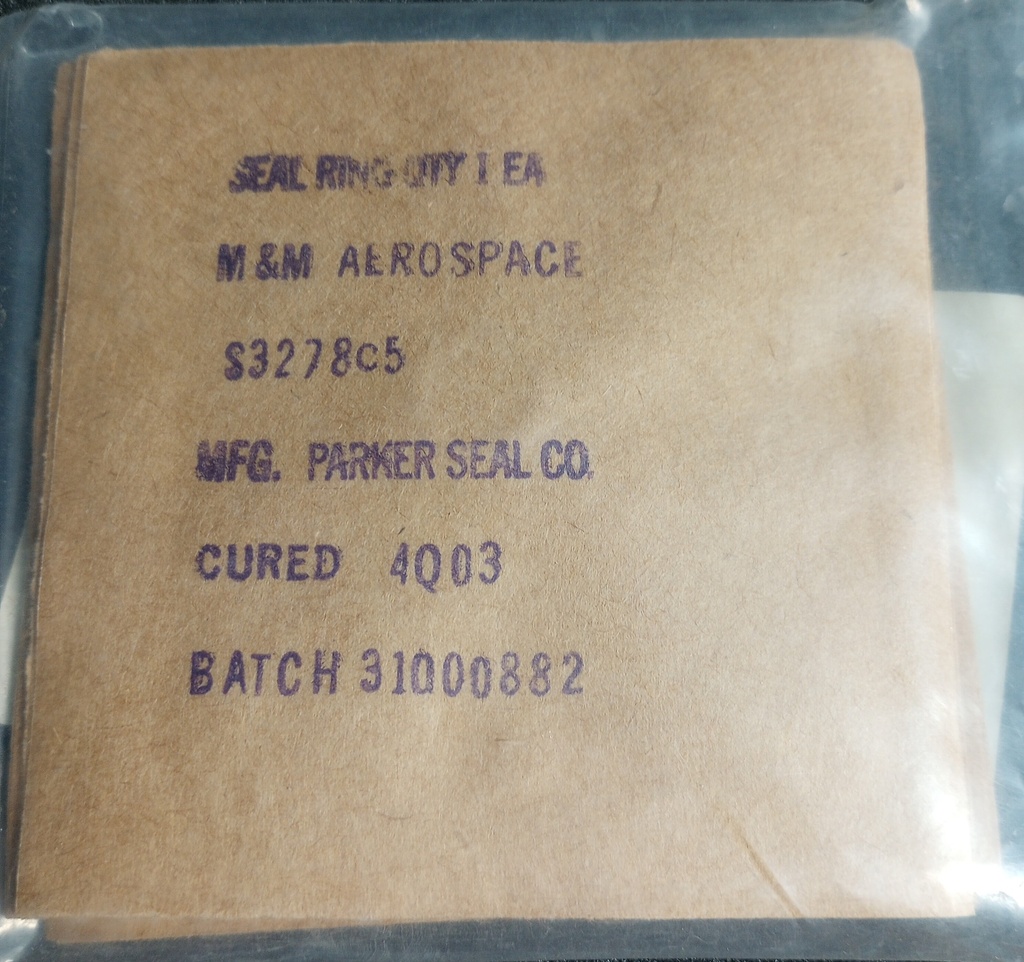 SEAL RING QTY 1 EA
M&M AEROSPACE
S3278C5
MFG. PARKER SEAL CO.
CURED 4Q03
BATCH 31000882